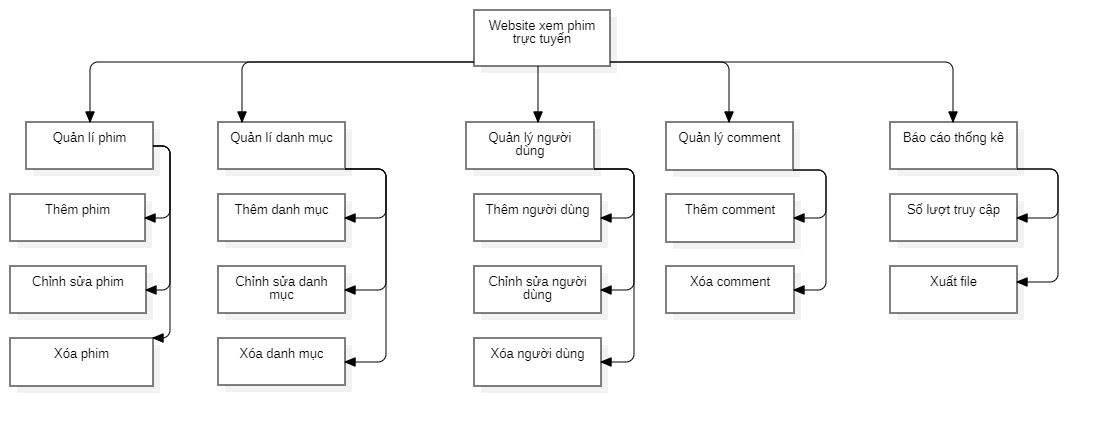 Website xem phim
trực tuyến
Quản lí phim
Quản lí danh mục
Quản lý người
dùng
Quản lý comment
Báo cáo thống kê
Thêm phim
Thêm danh mục
Thêm người dùng
Thêm comment
Số lượt truy cập
Chỉnh sửa phim
Chỉnh sửa danh
mục
Chỉnh sửa người
dùng
Xóa comment
Xuất file
Xóa phim
Xóa danh mục
Xóa người dùng